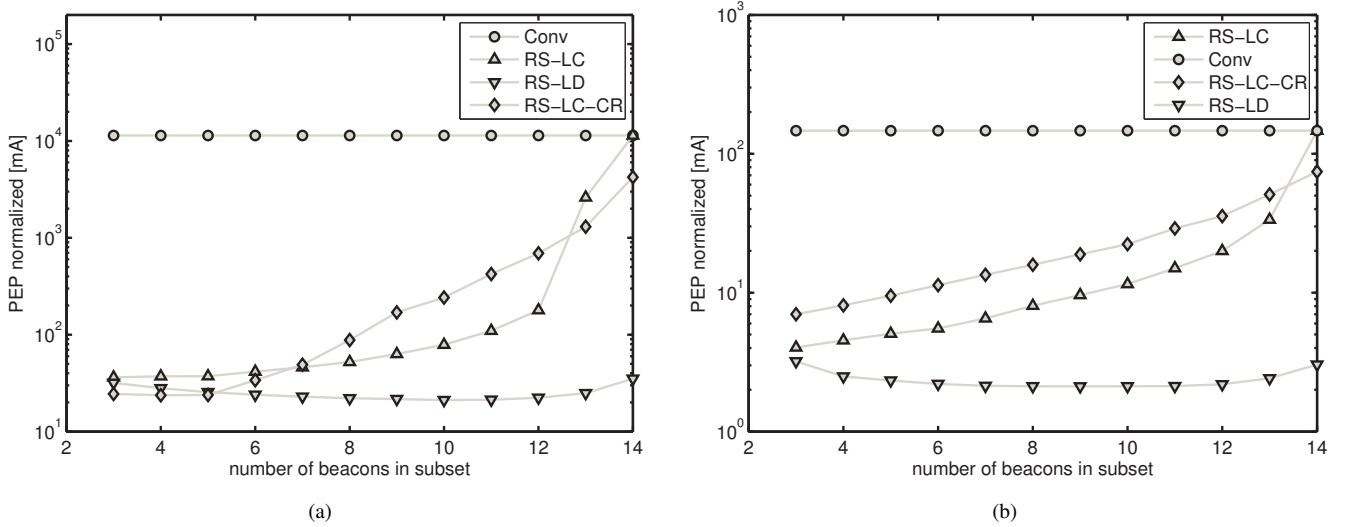 10^5
10^4
10^3
10^2
10^1
PEP normalized [mA]
2 4 6 8 10 12 14
number of beacons in subset
Conv
RS−LC
RS−LD
RS−LC−CR
(a)
10^3
10^2
10^1
10^0
PEP normalized [mA]
2 4 6 8 10 12 14
number of beacons in subset
RS−LC
Conv
RS−LC−CR
RS−LD
(b)